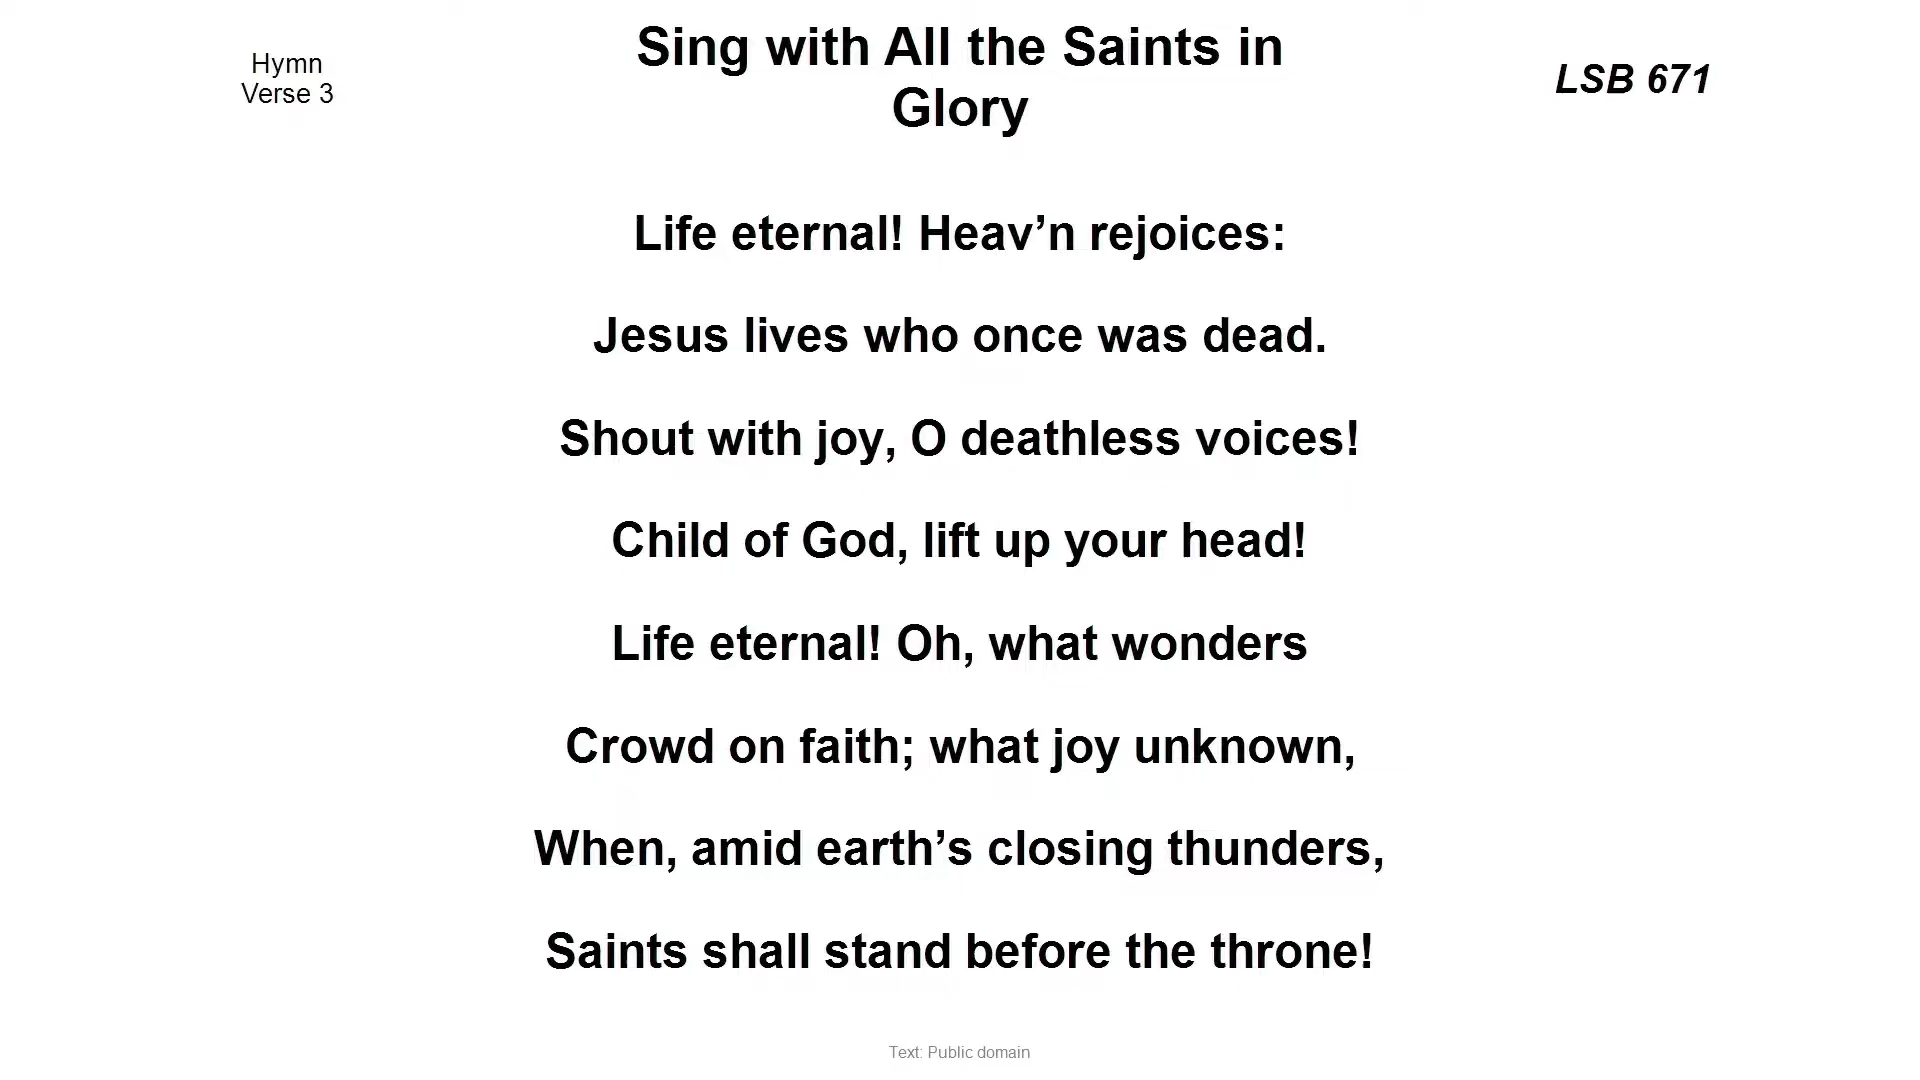 Hymn
Verse 3
Sing with All the Saints in
Glory
LSB 671
Life eternal! Heav’n rejoices:
Jesus lives who once was dead.
Shout with joy, O deathless voices!
Child of God, lift up your head!
Life eternal! Oh, what wonders
Crowd on faith; what joy unknown,
When, amid earth’s closing thunders,
Saints shall stand before the throne!
Text: Public domain